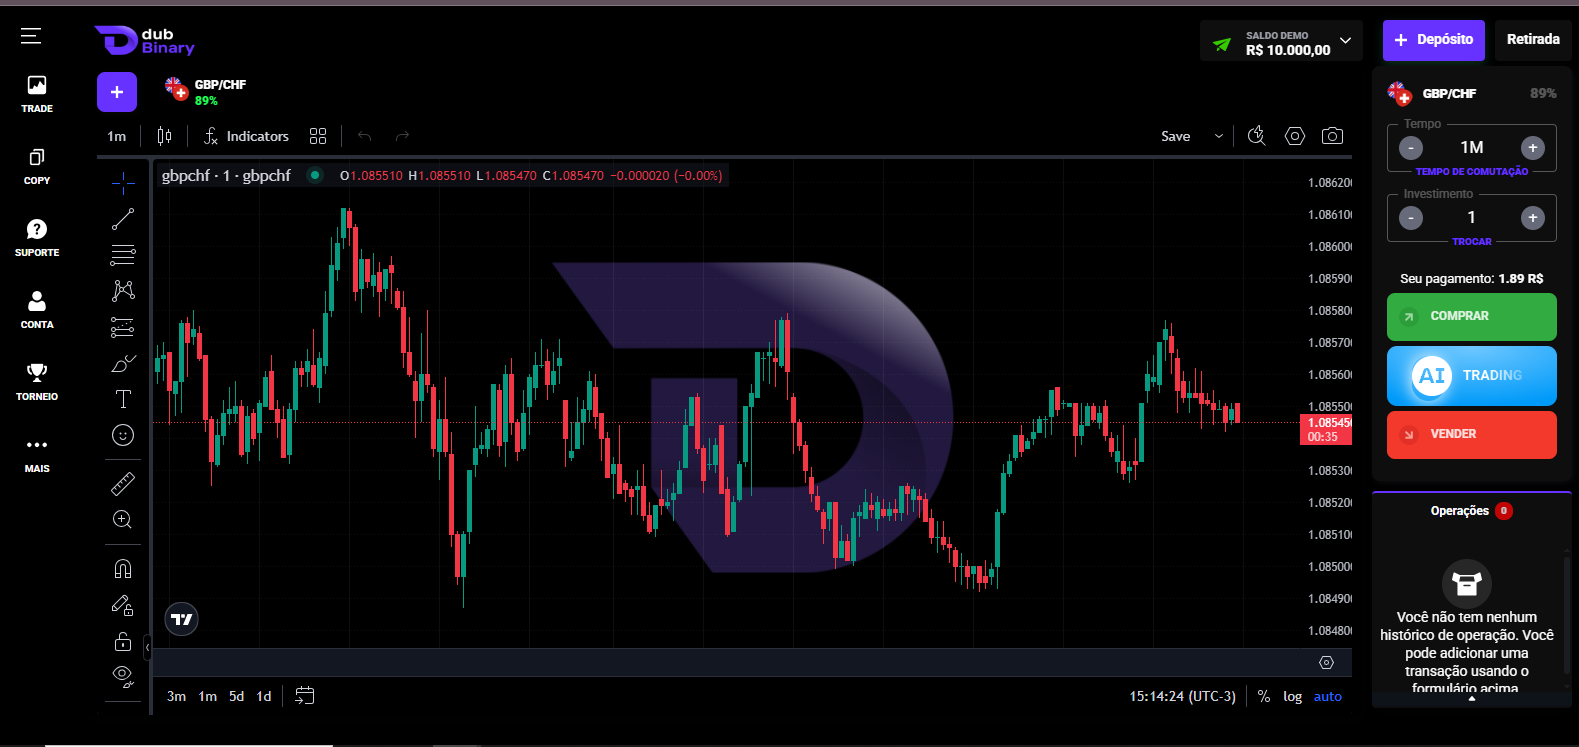 dub
Binary
SALDO DEMO
R$ 10.000,00
+ Depósito
Retirada
TRADE
COPY
SUPORTE
CONTA
TORNEIO
MAIS
+
GBP/CHF
89%
1m
Indicators
Save
gbpchf · 1 · gbpchf
O1.085510 H1.085510 L1.085470 C1.085470 −0.000020 (−0.00%)
1.08620
1.08610
1.08600
1.08590
1.08580
1.08570
1.08560
1.08550
1.08545
00:35
1.08530
1.08520
1.08510
1.08500
1.08490
1.08480
3m 1m 5d 1d
15:14:24 (UTC-3) % log auto
GBP/CHF
89%
Tempo
- 1M +
TEMPO DE COMUTAÇÃO
Investimento
- 1 +
TROCAR
Seu pagamento: 1.89 R$
COMPRAR
AI TRADING
VENDER
Operações 0
Você não tem nenhum
histórico de operação. Você
pode adicionar uma
transação usando o
formulário acima.